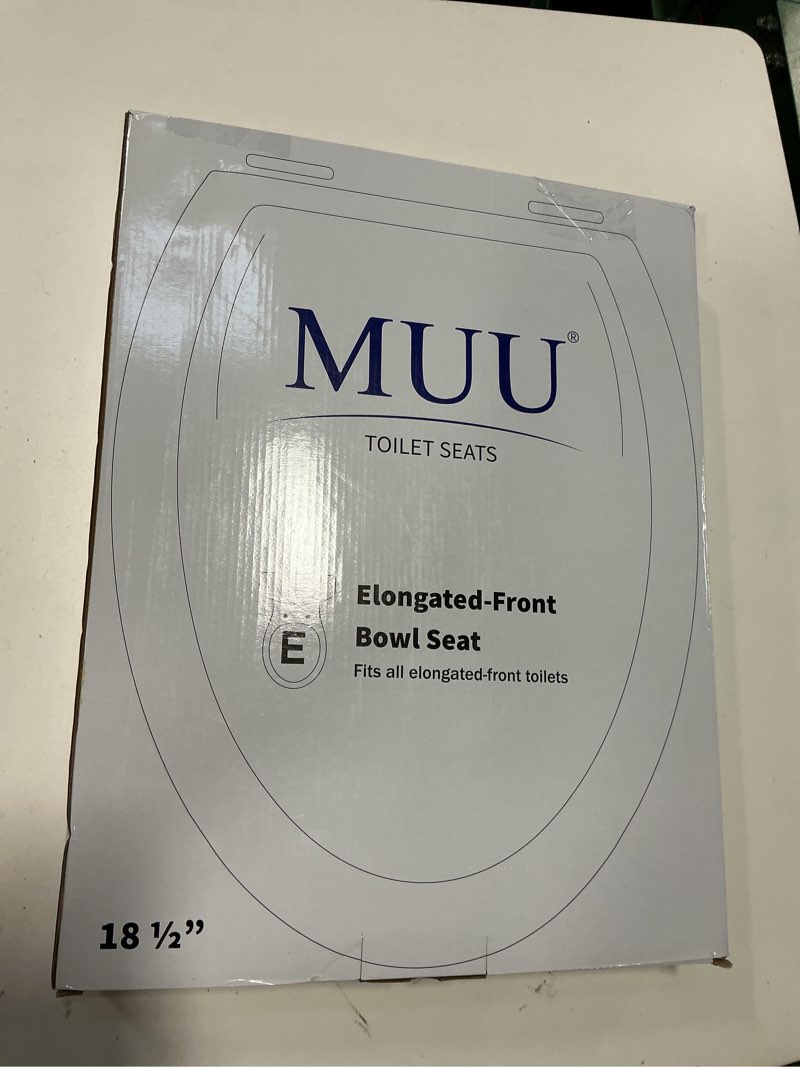 MUU®
TOILET SEATS
E
Elongated-Front
Bowl Seat
Fits all elongated-front toilets
18 ½”